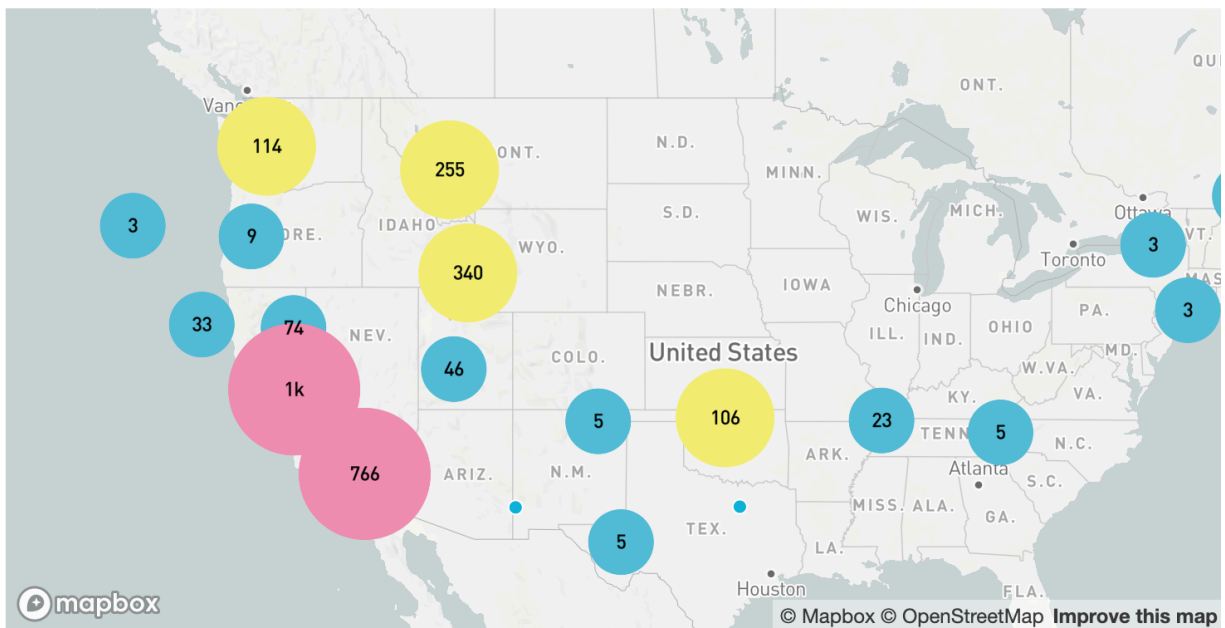 ONT.
QU
Van
114
255
ONT.
N.D.
MINN.
3
9
ORE.
IDAHO
WYO.
S.D.
WIS.
MICH.
Ottawa
3
VT.
Toronto
MAS
340
NEBR.
IOWA
Chicago
33
74
NEV.
ILL.
IND.
OHIO
PA.
3
46
COLO.
United States
MD.
W.VA.
VA.
1k
5
106
23
KY.
TENN
5
N.C.
766
ARIZ.
N.M.
ARK.
Atlanta
S.C.
MISS.
ALA.
GA.
5
TEX.
LA.
Houston
FLA.
mapbox
© Mapbox © OpenStreetMap Improve this map